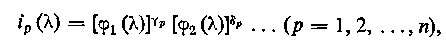 i_p (λ) = [φ_1 (λ)]^{γ_p} [φ_2 (λ)]^{δ_p} ... (p = 1, 2, ..., n),